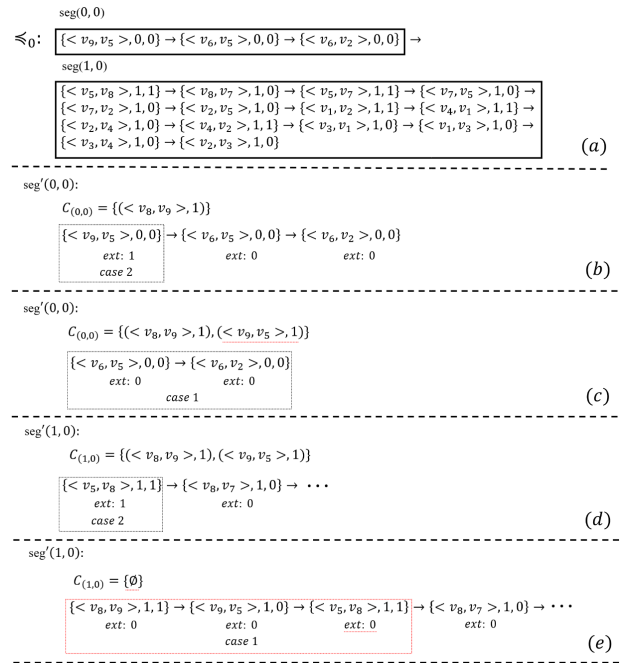 seg(0, 0)
≼₀: {< v₉, v₅ >, 0, 0} → {< v₆, v₅ >, 0, 0} → {< v₆, v₂ >, 0, 0} →
seg(1, 0)
{< v₅, v₈ >, 1, 1} → {< v₈, v₇ >, 1, 0} → {< v₅, v₇ >, 1, 1} → {< v₇, v₅ >, 1, 0} →
{< v₇, v₂ >, 1, 0} → {< v₂, v₅ >, 1, 0} → {< v₁, v₂ >, 1, 1} → {< v₄, v₁ >, 1, 1} →
{< v₂, v₄ >, 1, 0} → {< v₄, v₂ >, 1, 1} → {< v₃, v₁ >, 1, 0} → {< v₁, v₃ >, 1, 0} →
{< v₃, v₄ >, 1, 0} → {< v₂, v₃ >, 1, 0}
(a)
seg′(0, 0):
C₍₀,₀₎ = {(< v₈, v₉ >, 1)}
{< v₉, v₅ >, 0, 0} → {< v₆, v₅ >, 0, 0} → {< v₆, v₂ >, 0, 0}
ext: 1 ext: 0 ext: 0
case 2
(b)
seg′(0, 0):
C₍₀,₀₎ = {(< v₈, v₉ >, 1), (< v₉, v₅ >, 1)}
{< v₆, v₅ >, 0, 0} → {< v₆, v₂ >, 0, 0}
ext: 0 ext: 0
case 1
(c)
seg′(1, 0):
C₍₁,₀₎ = {(< v₈, v₉ >, 1), (< v₉, v₅ >, 1)}
{< v₅, v₈ >, 1, 1} → {< v₈, v₇ >, 1, 0} → ⋯
ext: 1 ext: 0
case 2
(d)
seg′(1, 0):
C₍₁,₀₎ = {∅}
{< v₈, v₉ >, 1, 1} → {< v₉, v₅ >, 1, 0} → {< v₅, v₈ >, 1, 1} → {< v₈, v₇ >, 1, 0} → ⋯
ext: 0 ext: 0 ext: 0 ext: 0
case 1
(e)